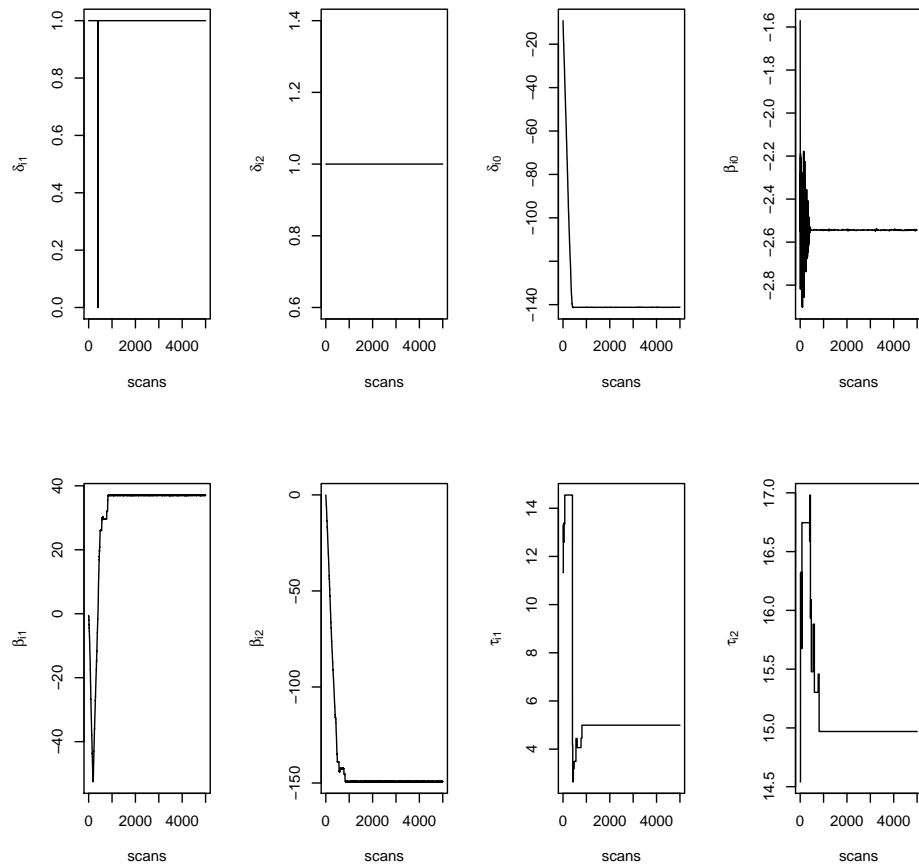 0.0 0.2 0.4 0.6 0.8 1.0
δi1
0 2000 4000
scans
0.6 0.8 1.0 1.2 1.4
δi2
0 2000 4000
scans
−140 −100 −80 −60 −40 −20
δi0
0 2000 4000
scans
−2.8 −2.6 −2.4 −2.2 −2.0 −1.8 −1.6
βi0
0 2000 4000
scans
−40 −20 0 20 40
βi1
0 2000 4000
scans
−150 −100 −50 0
βi2
0 2000 4000
scans
4 6 8 10 12 14
τi1
0 2000 4000
scans
14.5 15.0 15.5 16.0 16.5 17.0
τi2
0 2000 4000
scans